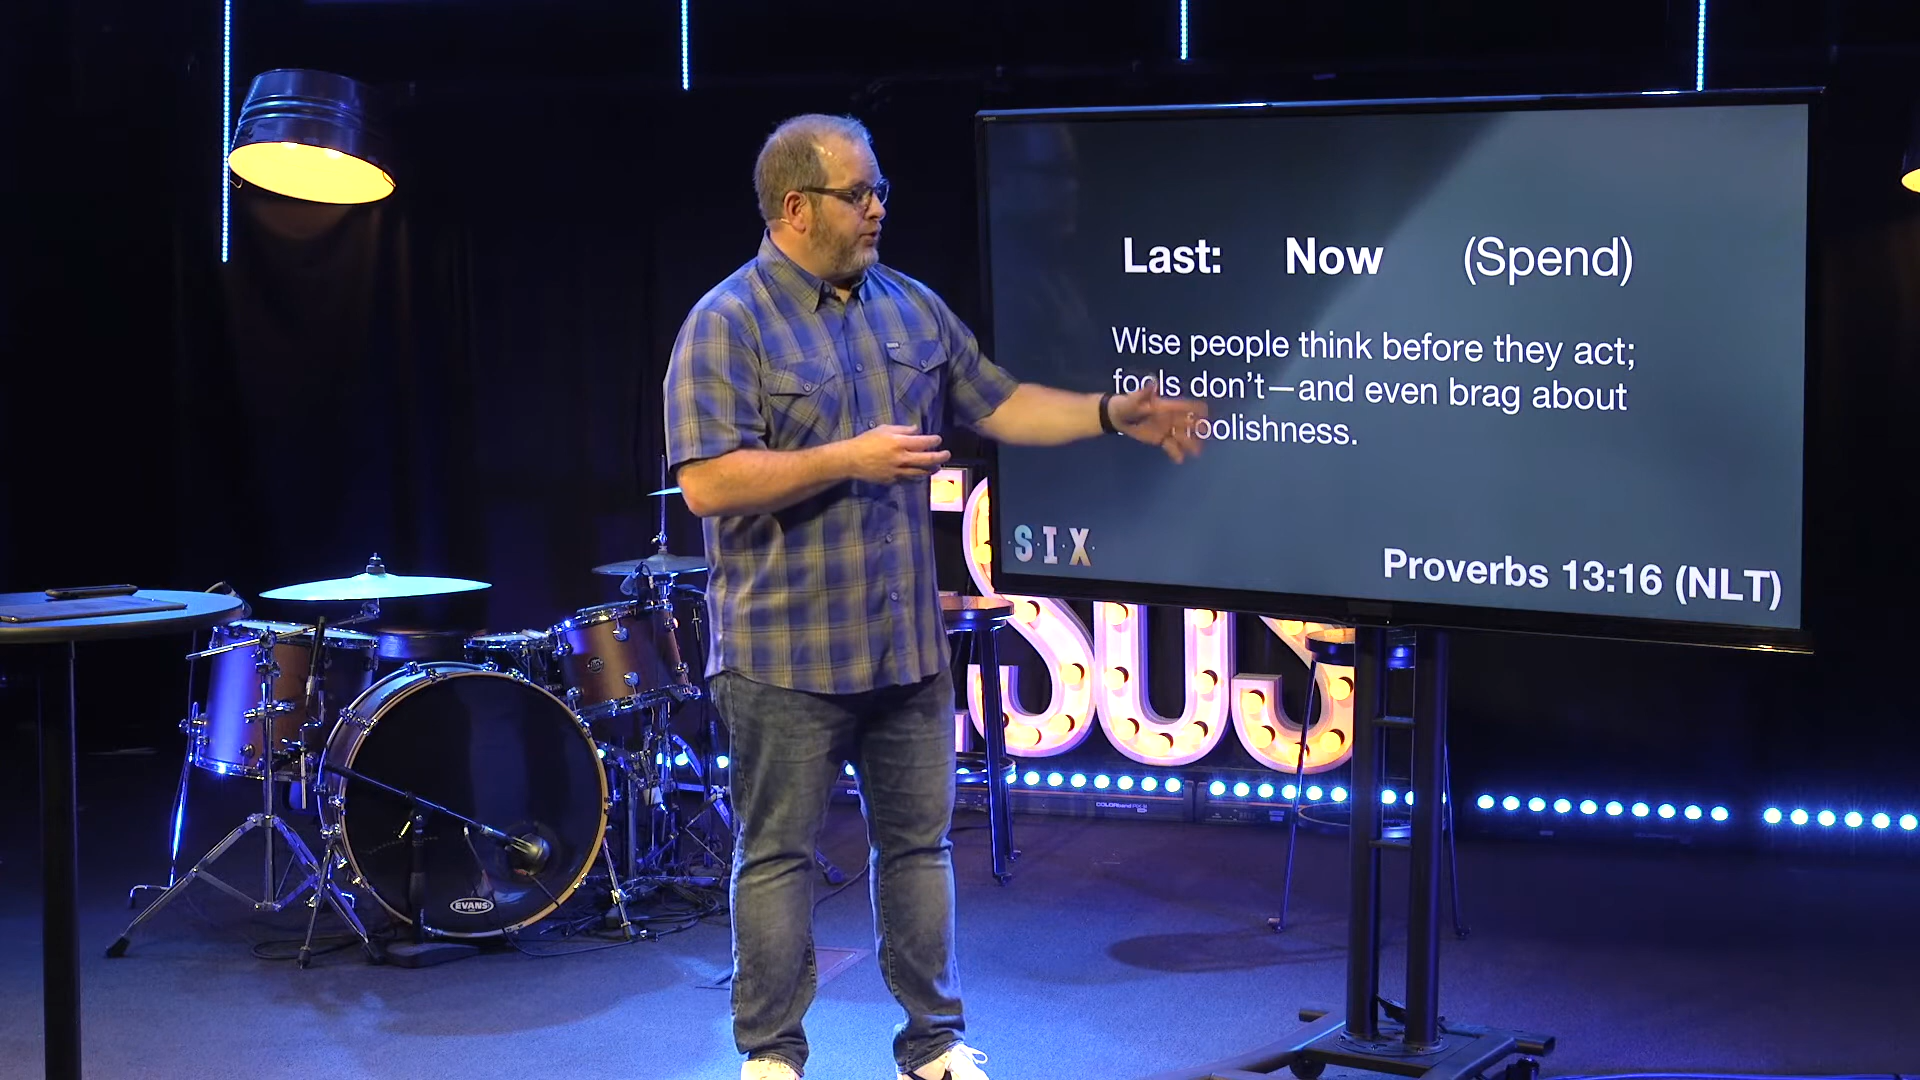 Last: Now (Spend)
Wise people think before they act;
fools don't—and even brag about
foolishness.
S·I·X
Proverbs 13:16 (NLT)
SUS
EVANS